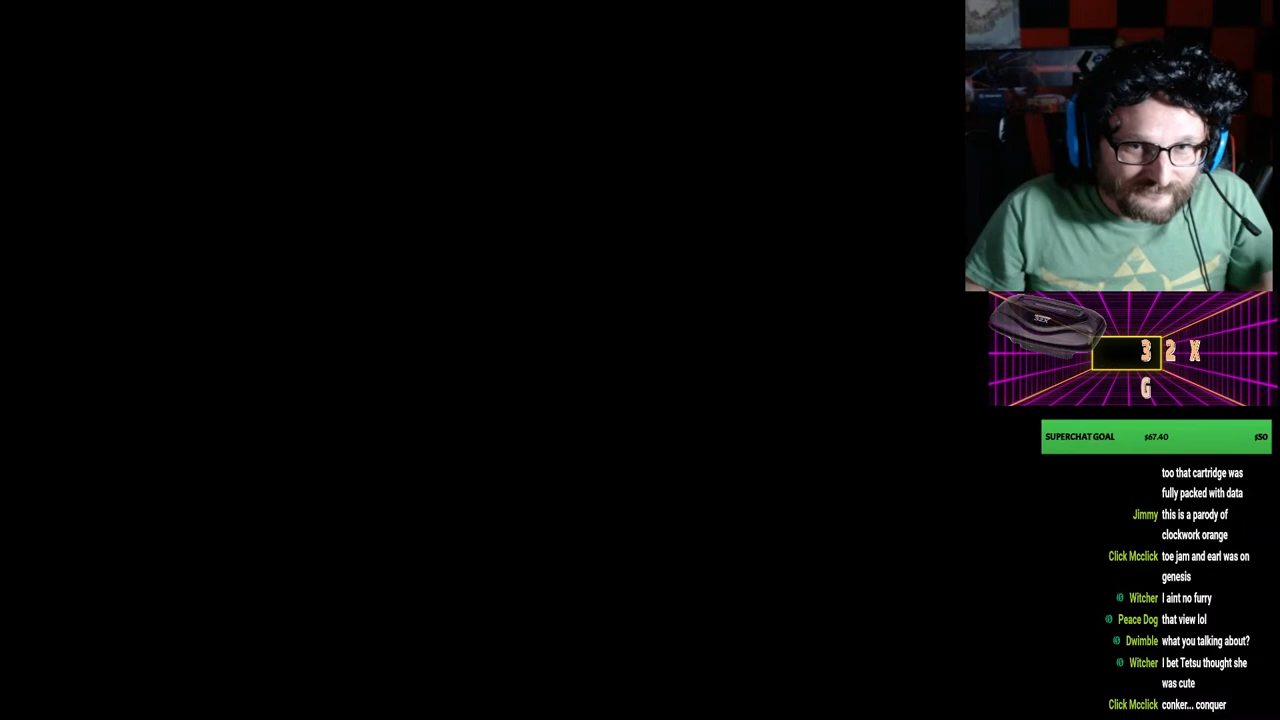 32X
3 2 X
G
SUPERCHAT GOAL $67.40 $50
too that cartridge was
fully packed with data
Jimmy this is a parody of
clockwork orange
Click Mcclick toe jam and earl was on
genesis
Witcher I aint no furry
Peace Dog that view lol
Dwimble what you talking about?
Witcher I bet Tetsu thought she
was cute
Click Mcclick conker... conquer